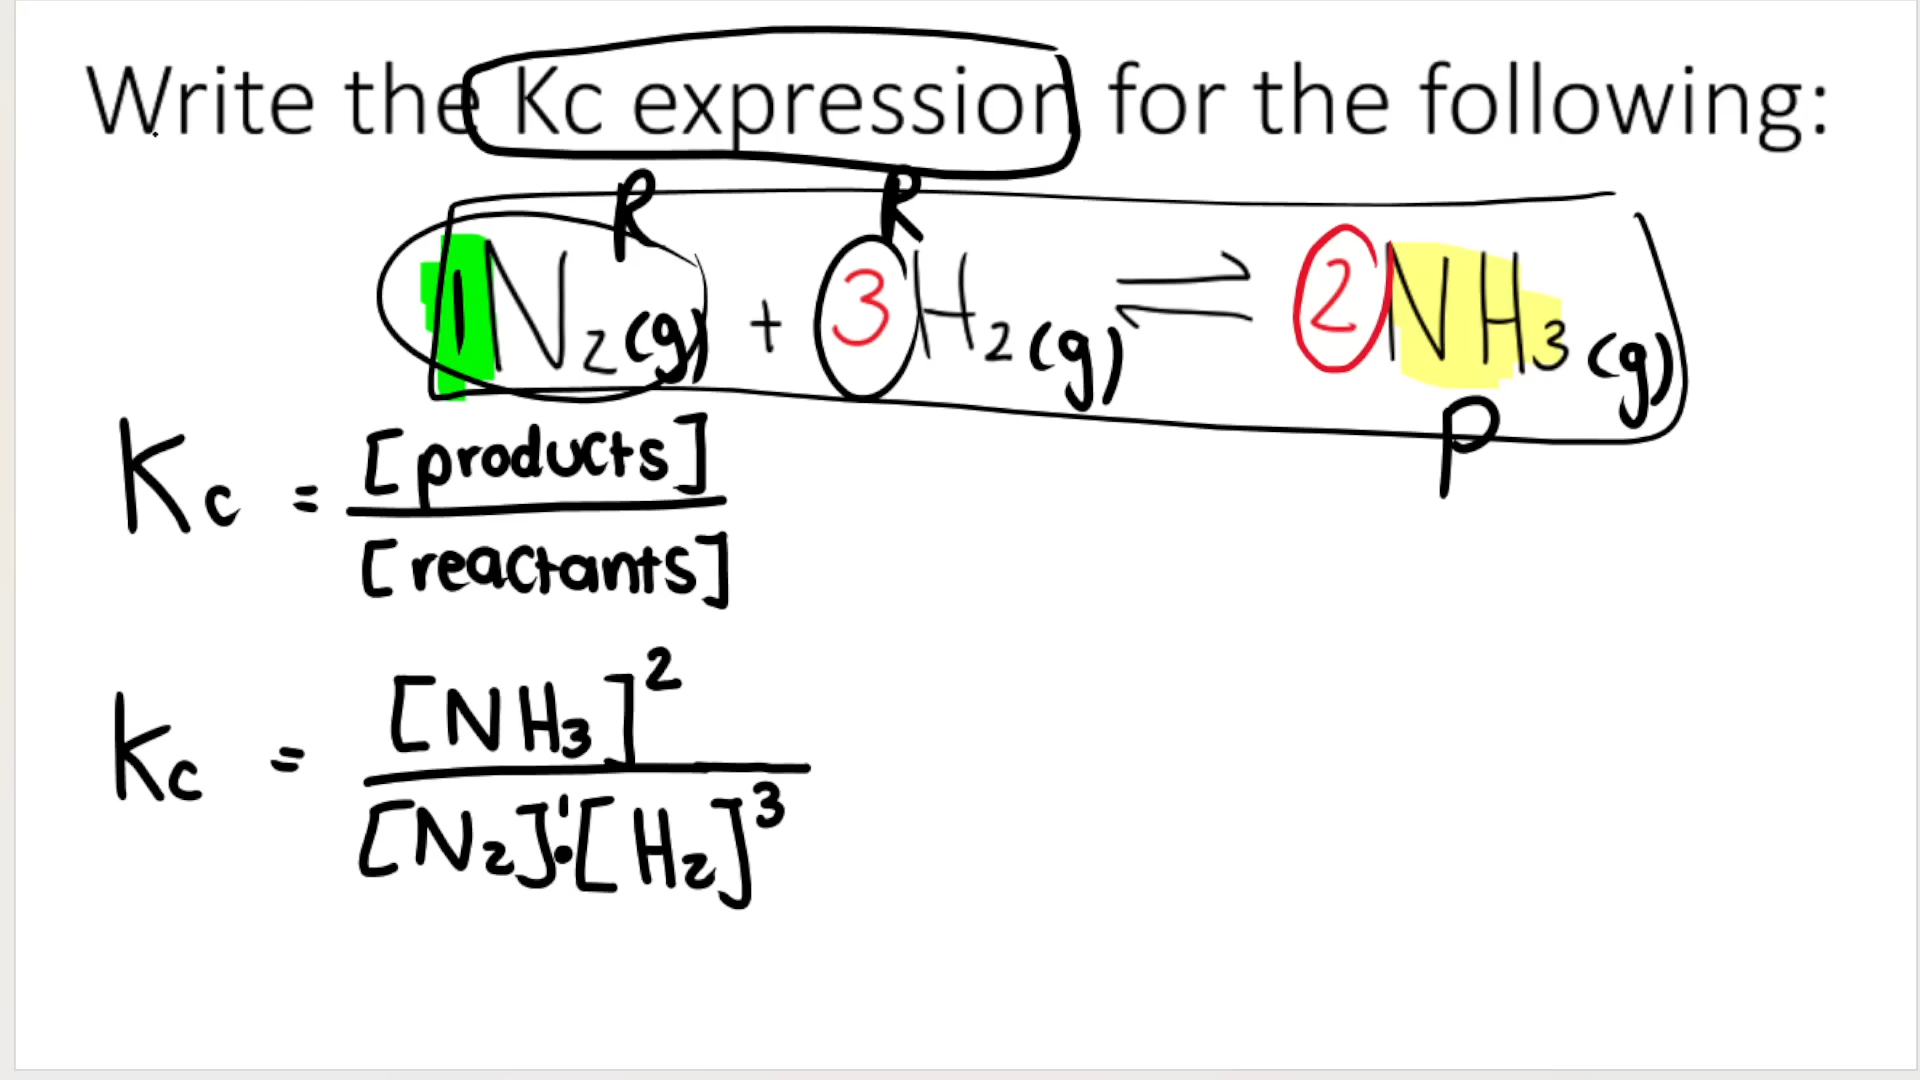 Write the Kc expression for the following:
R R
1N₂(g) + 3H₂(g) ⇌ 2NH₃(g)
P
Kc = [products]
[reactants]
Kc = [NH₃]²
[N₂]¹•[H₂]³